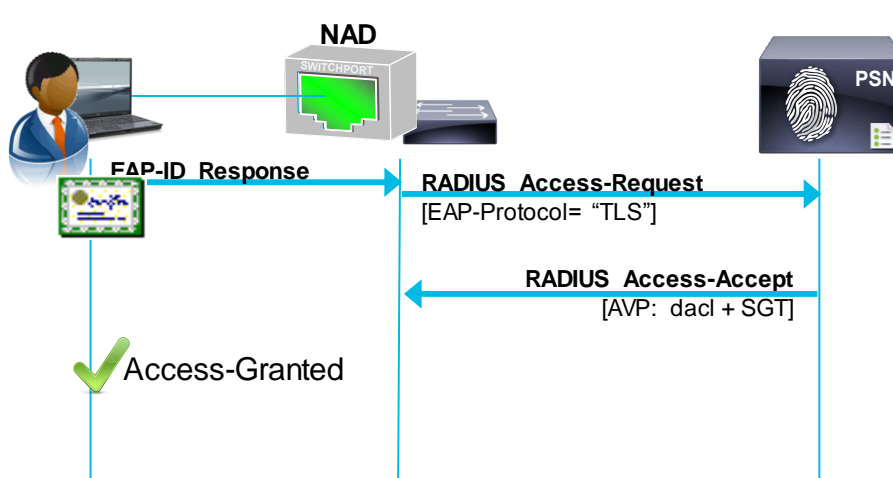 NAD
SWITCHPORT
PSN
EAP-ID Response
RADIUS Access-Request
[EAP-Protocol= “TLS”]
RADIUS Access-Accept
[AVP: dacl + SGT]
Access-Granted